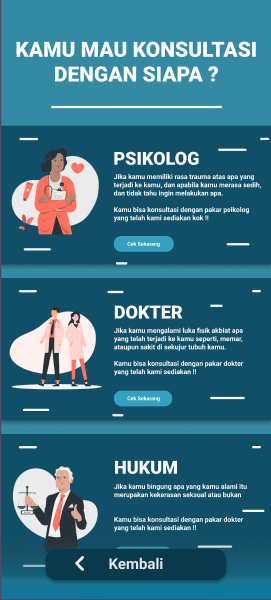 KAMU MAU KONSULTASI
DENGAN SIAPA ?
PSIKOLOG
Jika kamu memiliki rasa trauma atas apa yang
terjadi ke kamu, dan apabila kamu merasa sedih,
dan tidak tahu ingin melakukan apa.
Kamu bisa konsultasi dengan pakar psikolog
yang telah kami sediakan kok !!
Cek Sekarang
DOKTER
Jika kamu mengalami luka fisik akbiat apa
yang telah terjadi ke kamu seperti, memar,
ataupun sakit di sekujur tubuh kamu.
Kamu bisa konsultasi dengan pakar dokter
yang telah kami sediakan !!
Cek Sekarang
HUKUM
Jika kamu bingung apa yang kamu alami itu
merupakan kekerasan seksual atau bukan
Kamu bisa konsultasi dengan pakar dokter
yang telah kami sediakan !!
Kembali